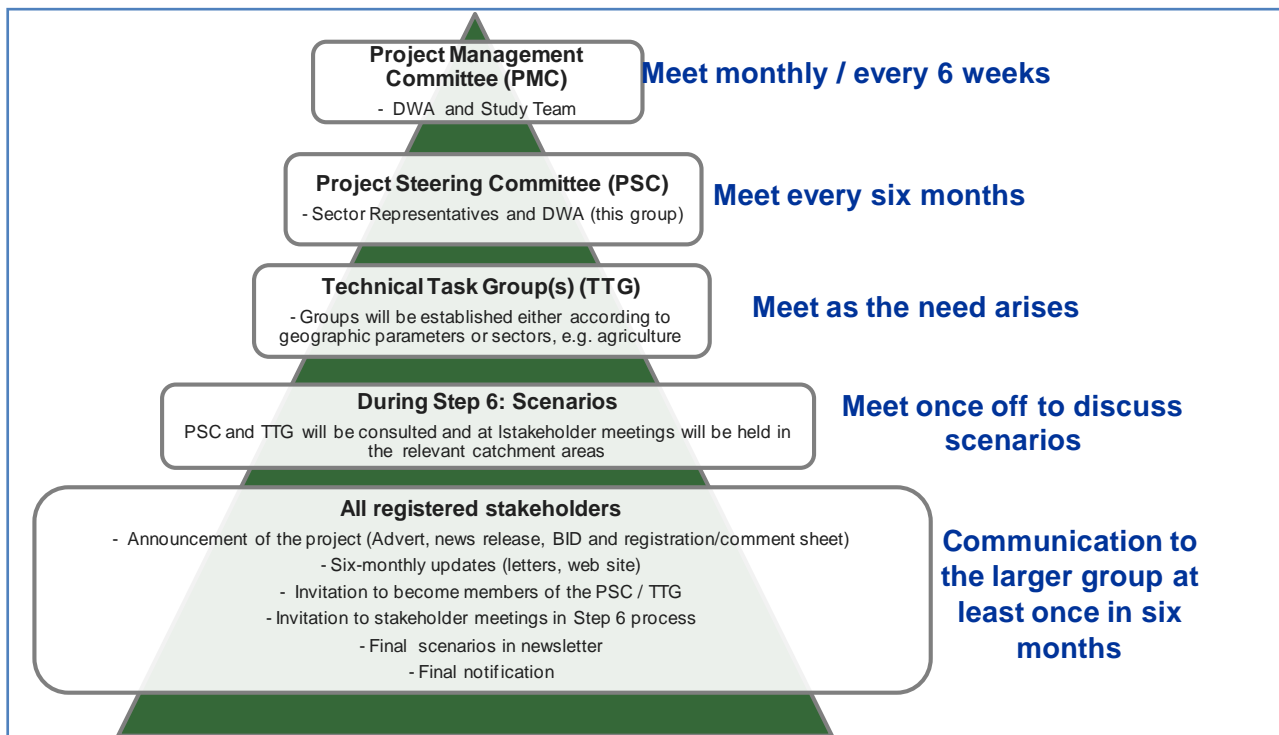 Project Management
Committee (PMC)
- DWA and Study Team
Meet monthly / every 6 weeks
Project Steering Committee (PSC)
- Sector Representatives and DWA (this group)
Meet every six months
Technical Task Group(s) (TTG)
- Groups will be established either according to
geographic parameters or sectors, e.g. agriculture
Meet as the need arises
During Step 6: Scenarios
PSC and TTG will be consulted and at lstakeholder meetings will be held in
the relevant catchment areas
Meet once off to discuss
scenarios
All registered stakeholders
- Announcement of the project (Advert, news release, BID and registration/comment sheet)
- Six-monthly updates (letters, web site)
- Invitation to become members of the PSC / TTG
- Invitation to stakeholder meetings in Step 6 process
- Final scenarios in newsletter
- Final notification
Communication to
the larger group at
least once in six
months